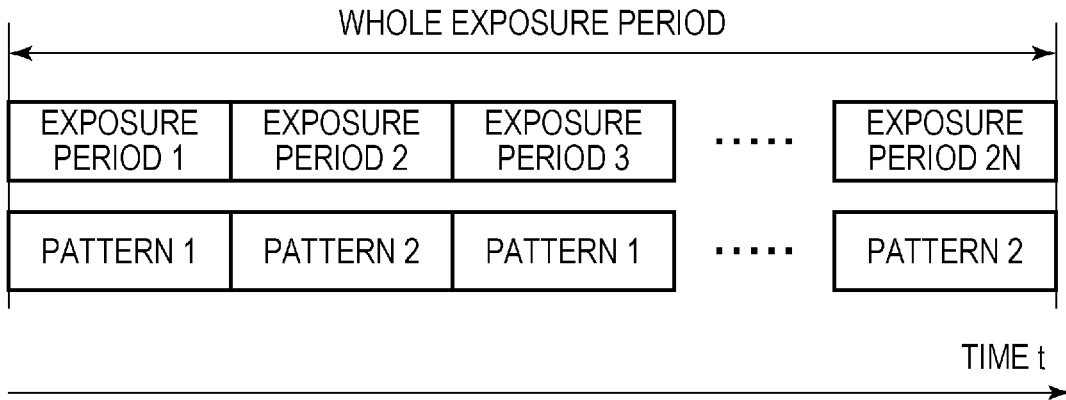 WHOLE EXPOSURE PERIOD
EXPOSURE PERIOD 1
EXPOSURE PERIOD 2
EXPOSURE PERIOD 3
.....
EXPOSURE PERIOD 2N
PATTERN 1
PATTERN 2
PATTERN 1
.....
PATTERN 2
TIME t